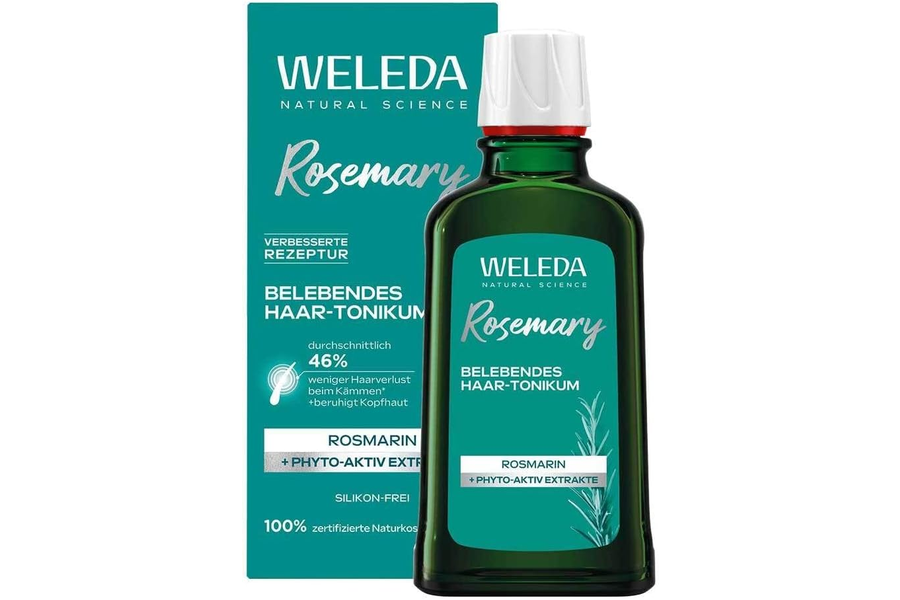 WELEDA
NATURAL SCIENCE
Rosemary
VERBESSERTE
REZEPTUR
BELEBENDES
HAAR-TONIKUM
durchschnittlich
46%
weniger Haarverlust
beim Kämmen*
+beruhigt Kopfhaut
ROSMARIN
+ PHYTO-AKTIV EXTR
SILIKON-FREI
100% zertifizierte Naturkos
WELEDA
NATURAL SCIENCE
Rosemary
BELEBENDES
HAAR-TONIKUM
ROSMARIN
+ PHYTO-AKTIV EXTRAKTE